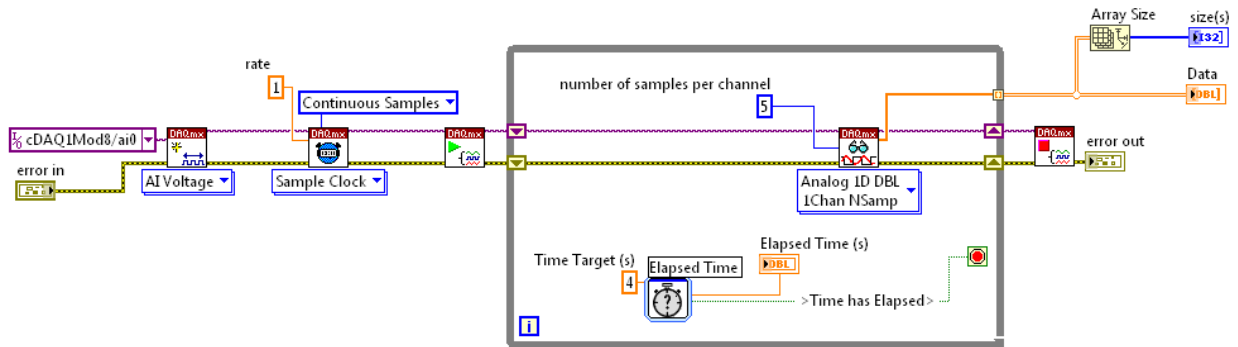 Array Size
size(s)
I32]
Data
DBL]
rate
1
Continuous Samples
number of samples per channel
5
I/O cDAQ1Mod8/ai0
DAQmx
DAQmx
DAQmx
DAQmx
DAQmx
error in
AI Voltage
Sample Clock
Analog 1D DBL
1Chan NSamp
error out
Elapsed Time (s)
DBL
Time Target (s)
4
Elapsed Time
?
>Time has Elapsed>
i